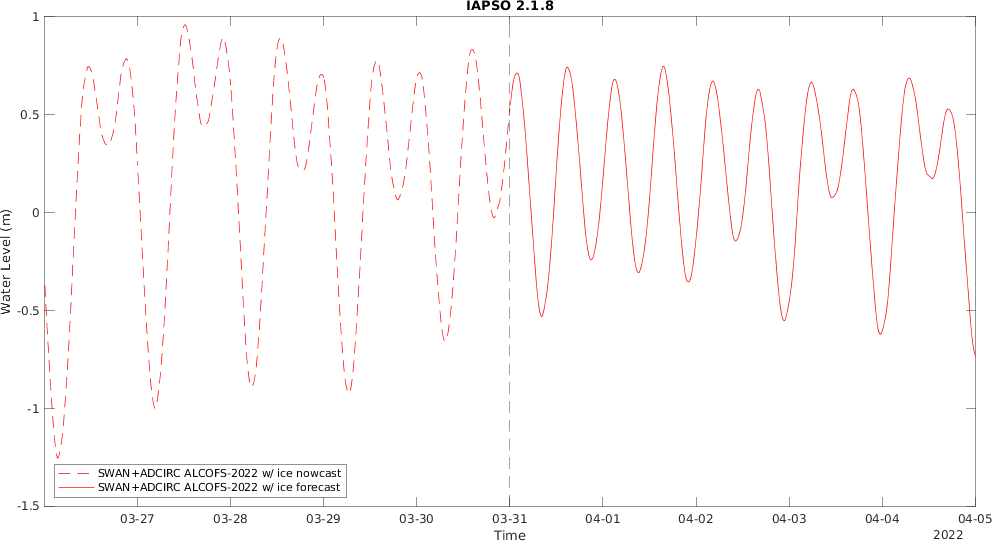 IAPSO 2.1.8
1
0.5
0
-0.5
-1
-1.5
Water Level (m)
SWAN+ADCIRC ALCOFS-2022 w/ ice nowcast
SWAN+ADCIRC ALCOFS-2022 w/ ice forecast
03-27 03-28 03-29 03-30 03-31 04-01 04-02 04-03 04-04 04-05
Time
2022